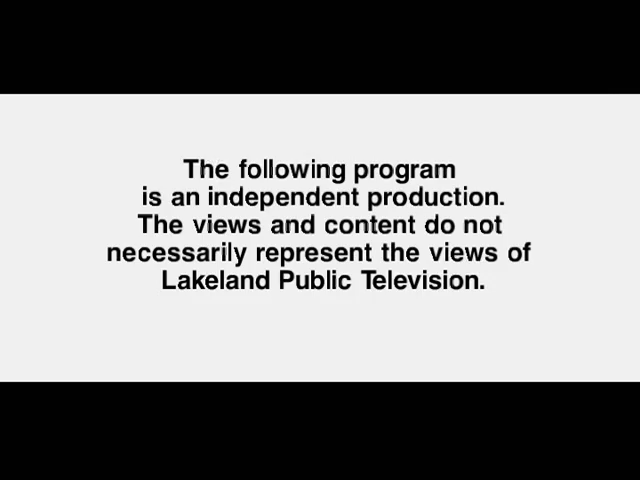 The following program
is an independent production.
The views and content do not
necessarily represent the views of
Lakeland Public Television.